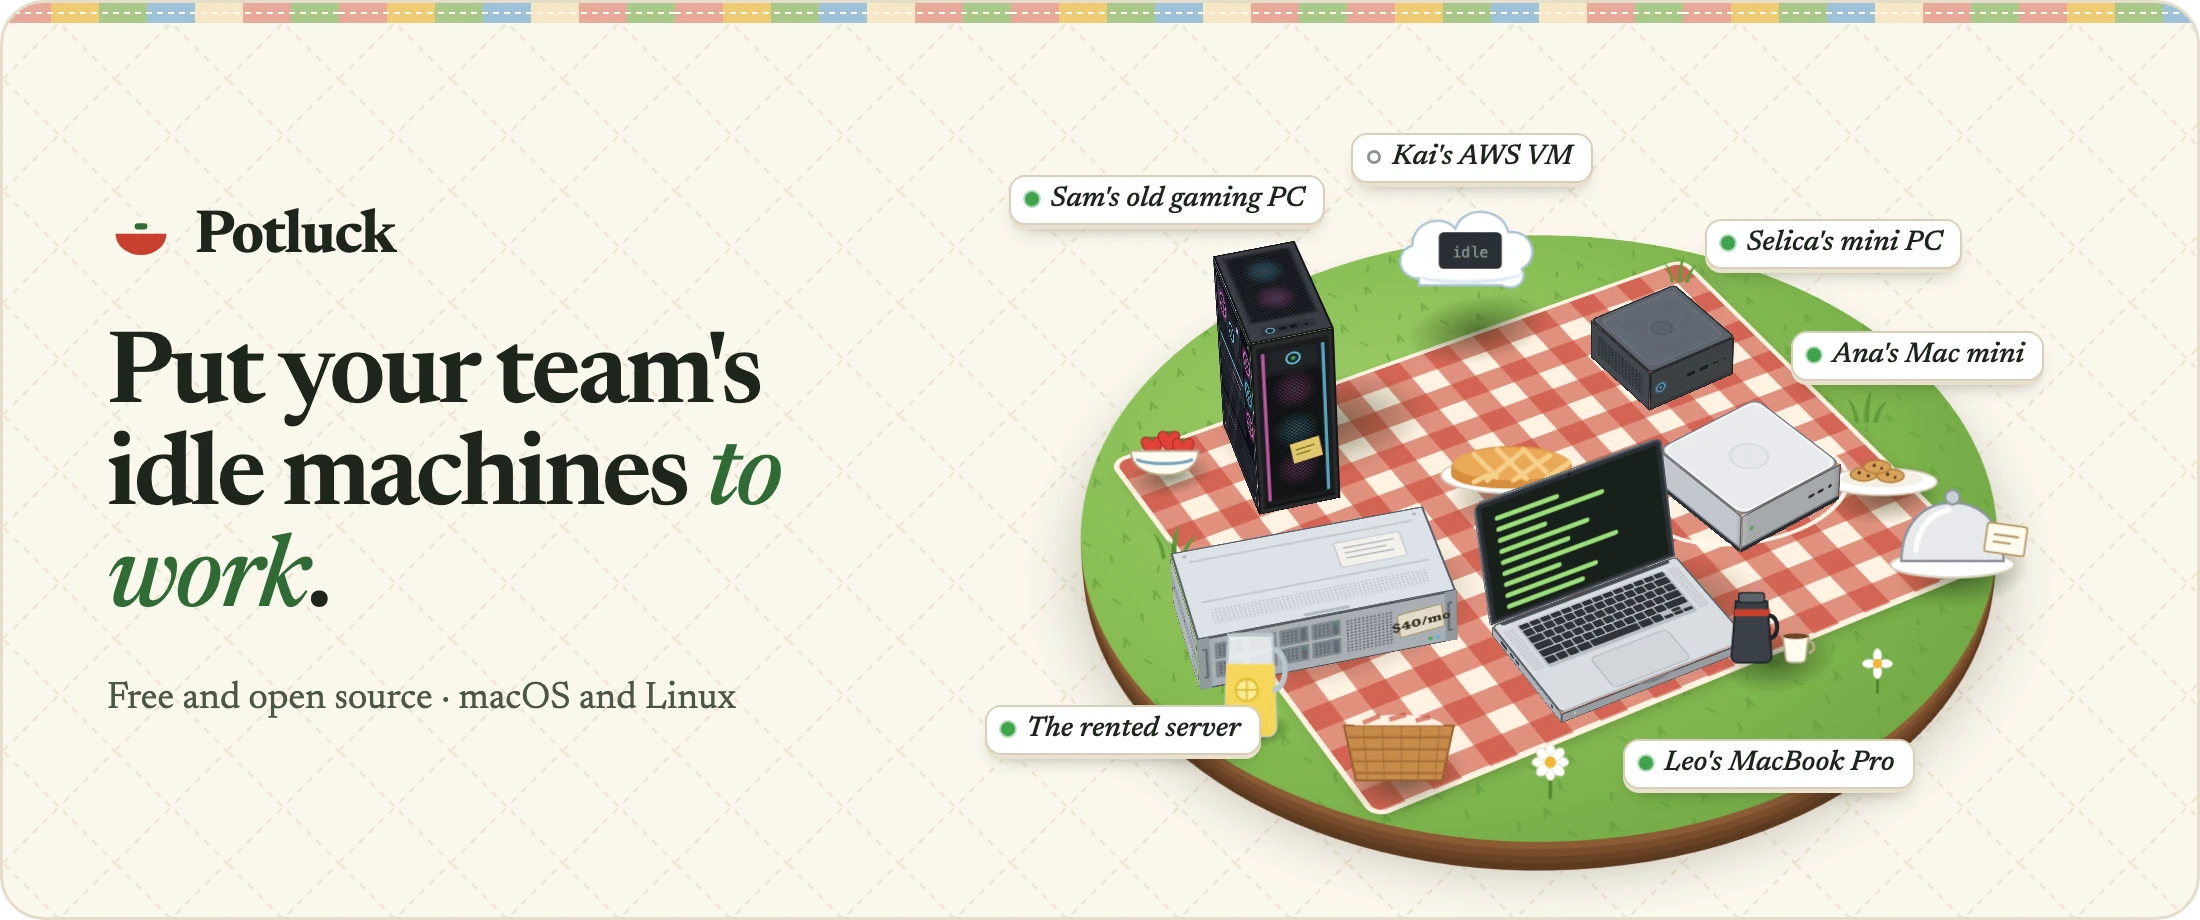 Potluck
Put your team's
idle machines to
work.
Free and open source · macOS and Linux
Kai's AWS VM
Sam's old gaming PC
idle
Selica's mini PC
Ana's Mac mini
$40/mo
The rented server
Leo's MacBook Pro